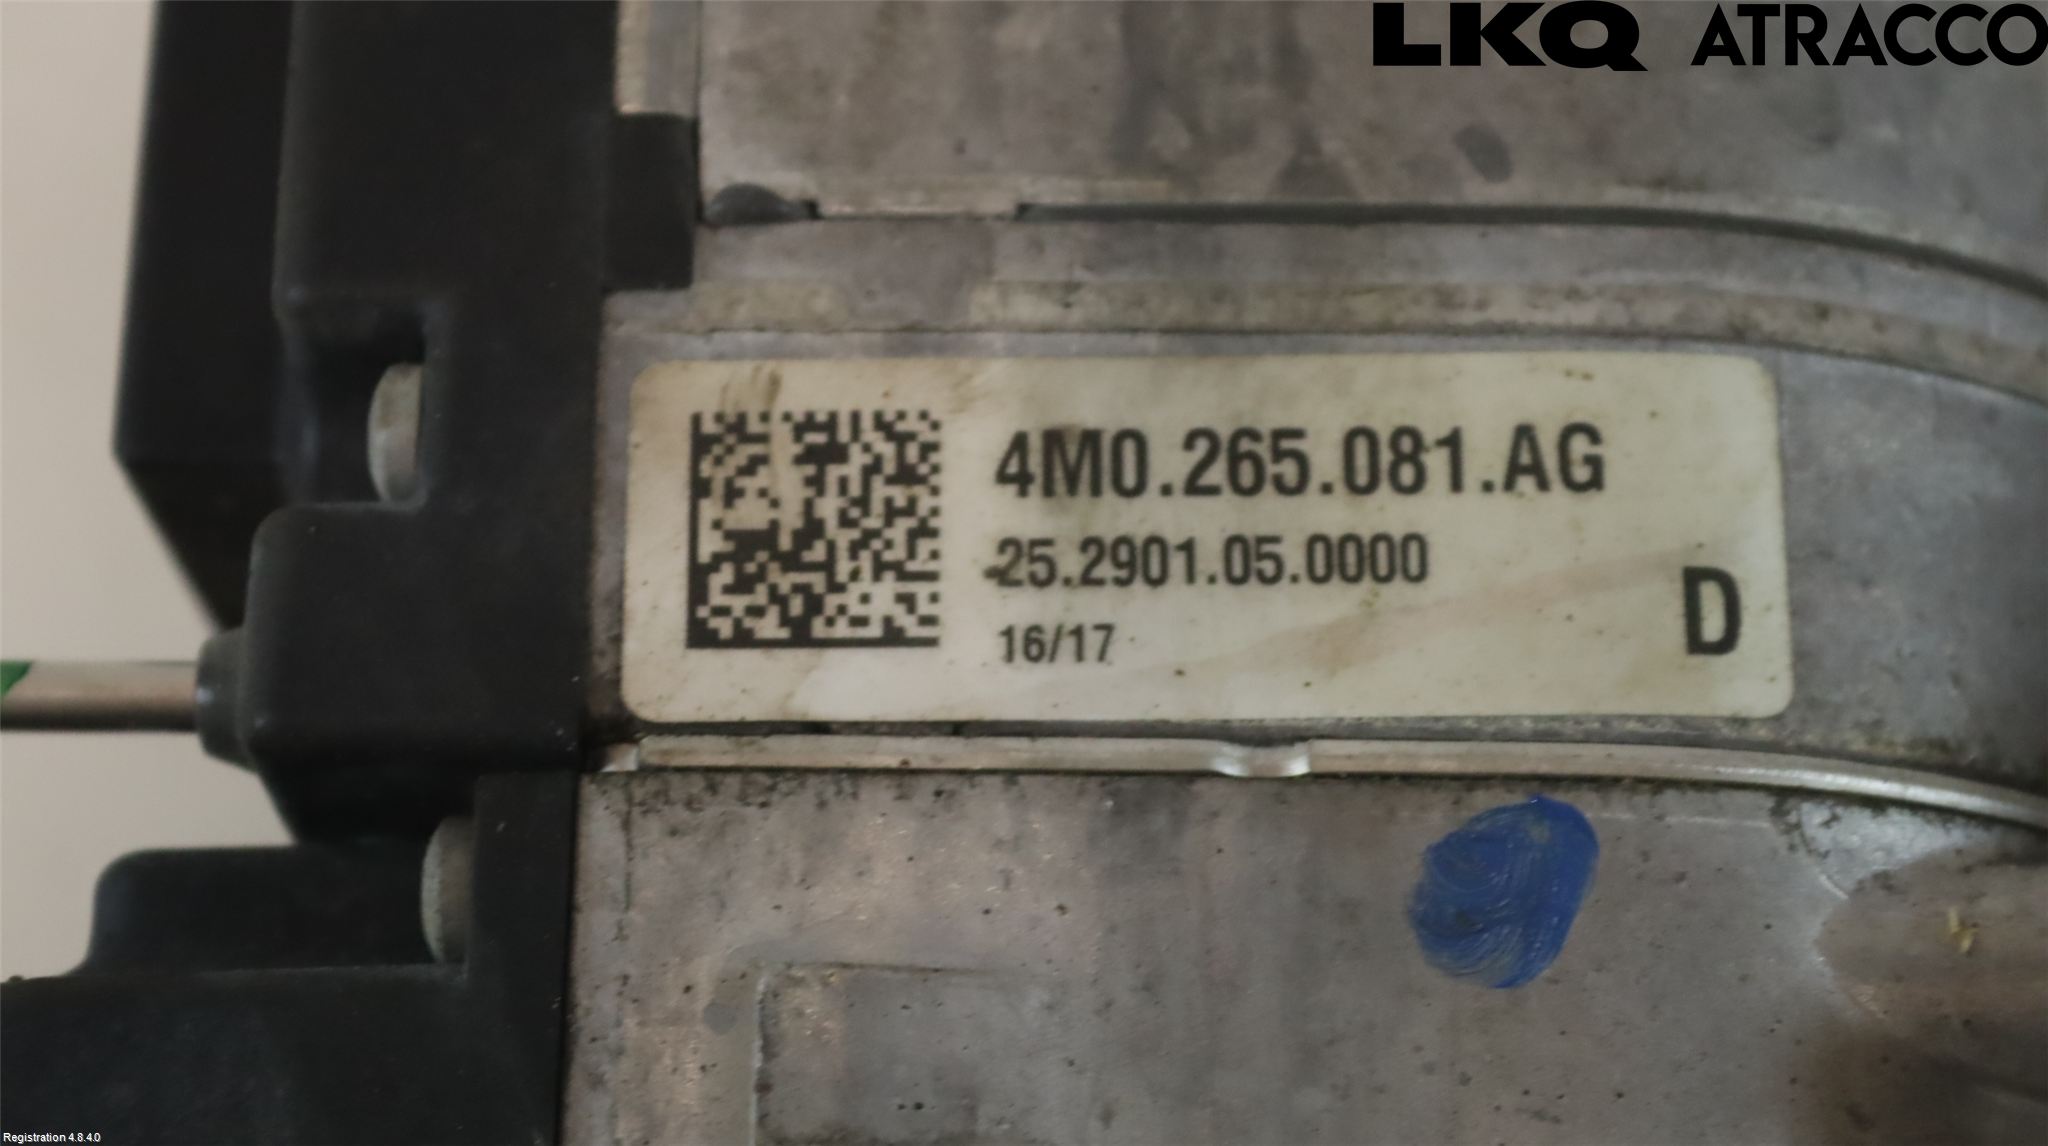 LKQ ATRACCO
4M0.265.081.AG
25.2901.05.0000
16/17
D
Registration 4.8.4.0